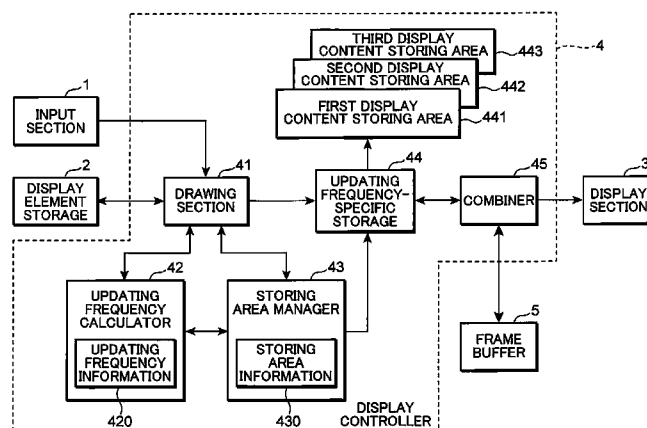 THIRD DISPLAY
CONTENT STORING AREA
443
4
SECOND DISPLAY
CONTENT STORING AREA
442
FIRST DISPLAY
CONTENT STORING AREA
441
1
INPUT
SECTION
2
DISPLAY
ELEMENT
STORAGE
41
DRAWING
SECTION
44
UPDATING
FREQUENCY-
SPECIFIC
STORAGE
45
COMBINER
3
DISPLAY
SECTION
42
UPDATING
FREQUENCY
CALCULATOR
UPDATING
FREQUENCY
INFORMATION
420
43
STORING
AREA MANAGER
STORING
AREA
INFORMATION
430
5
FRAME
BUFFER
DISPLAY
CONTROLLER